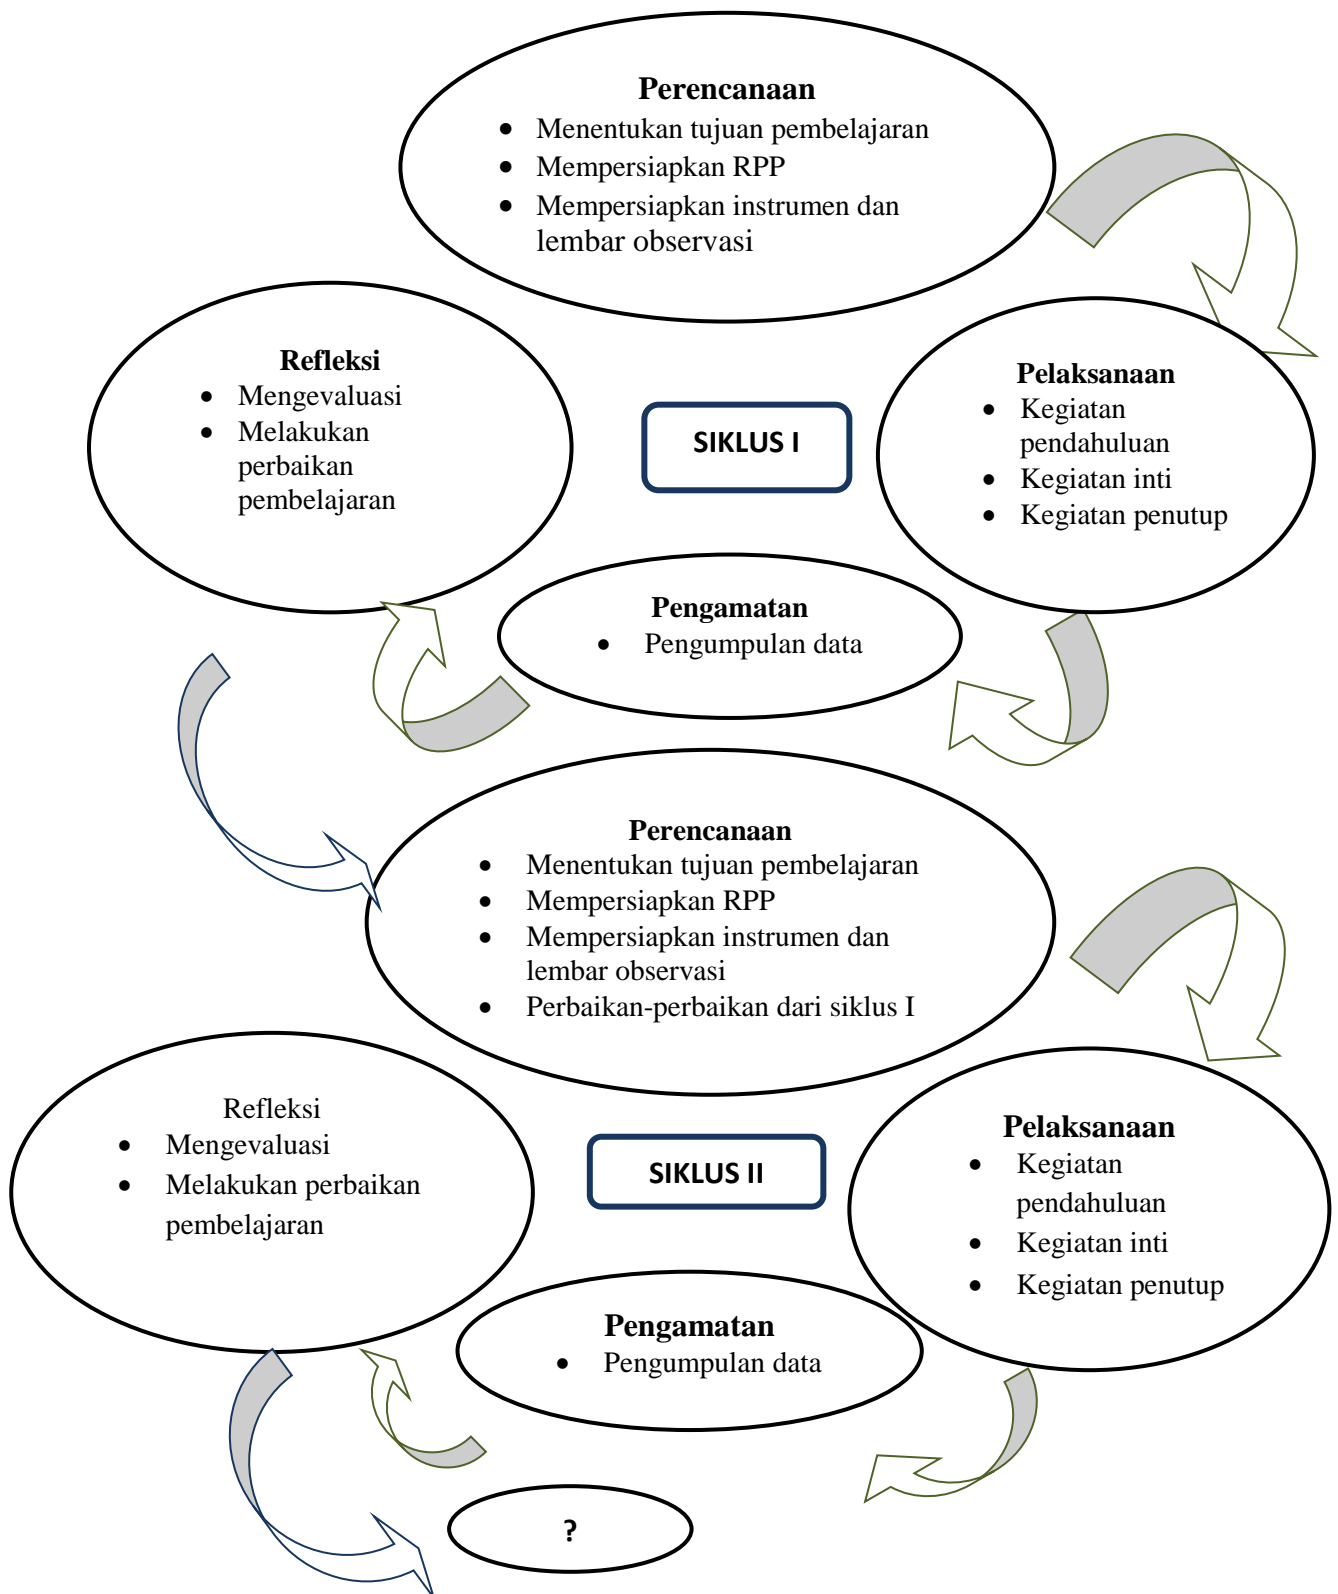 Perencanaan
• Menentukan tujuan pembelajaran
• Mempersiapkan RPP
• Mempersiapkan instrumen dan
lembar observasi
Refleksi
• Mengevaluasi
• Melakukan
perbaikan
pembelajaran
SIKLUS I
Pelaksanaan
• Kegiatan
pendahuluan
• Kegiatan inti
• Kegiatan penutup
Pengamatan
• Pengumpulan data
Perencanaan
• Menentukan tujuan pembelajaran
• Mempersiapkan RPP
• Mempersiapkan instrumen dan
lembar observasi
• Perbaikan-perbaikan dari siklus I
Refleksi
• Mengevaluasi
• Melakukan perbaikan
pembelajaran
SIKLUS II
Pelaksanaan
• Kegiatan
pendahuluan
• Kegiatan inti
• Kegiatan penutup
Pengamatan
• Pengumpulan data
?